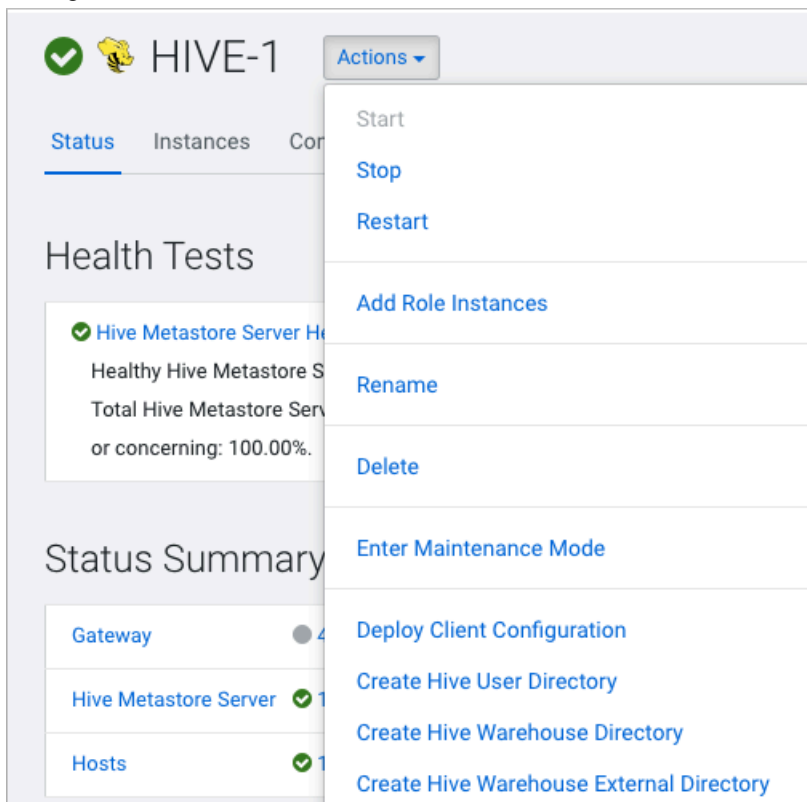 HIVE-1
Actions
Status Instances
Health Tests
Hive Metastore Server
Healthy Hive Metastore
Total Hive Metastore
or concerning: 100.00%.
Status Summary
Gateway
Hive Metastore Server
Hosts
Start
Stop
Restart
Add Role Instances
Rename
Delete
Enter Maintenance Mode
Deploy Client Configuration
Create Hive User Directory
Create Hive Warehouse Directory
Create Hive Warehouse External Directory